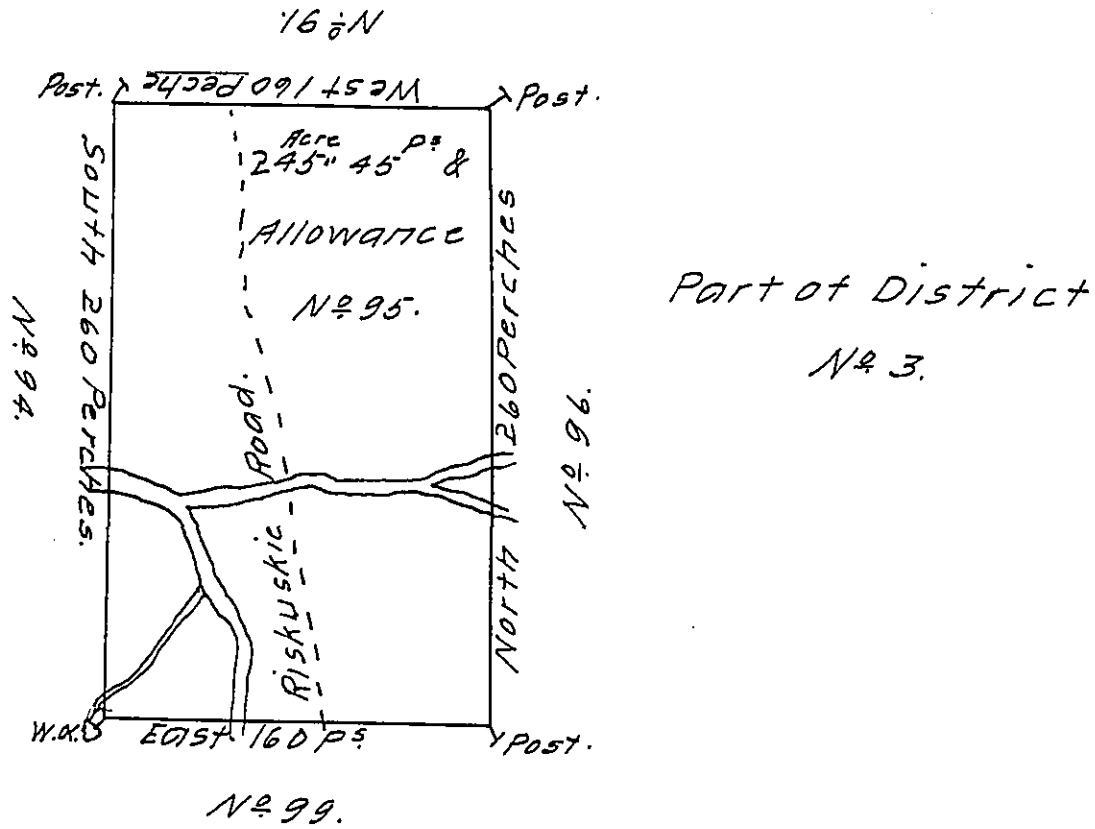 No 91.
Post.
West 160 Perche
Post.
Acre
245" 45 Ps &
Allowance
No 95.
South 260 Perches.
North 260 Perches
No 94.
No 96.
Part of District
No 3.
Riskuskie Road.
W.O.
East 160 Ps.
Post.
No 99.